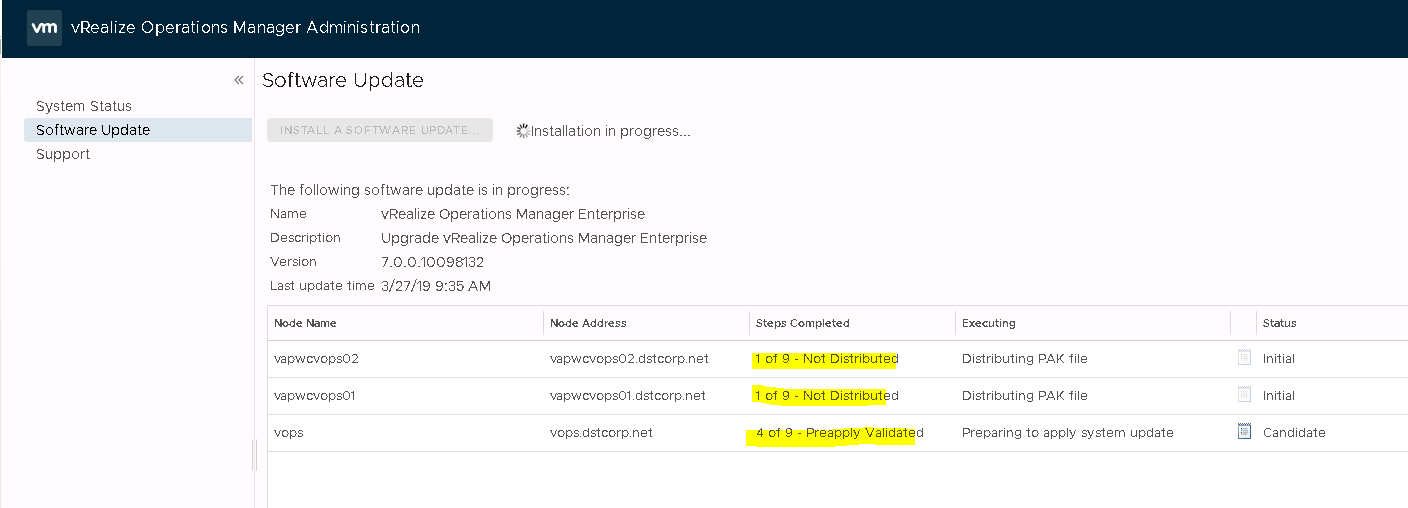 vm vRealize Operations Manager Administration
« Software Update
System Status
Software Update
Support
INSTALL A SOFTWARE UPDATE... Installation in progress...
The following software update is in progress:
Name vRealize Operations Manager Enterprise
Description Upgrade vRealize Operations Manager Enterprise
Version 7.0.0.10098132
Last update time 3/27/19 9:35 AM
Node Name Node Address Steps Completed Executing Status
vapwcvops02 vapwcvops02.dstcorp.net 1 of 9 - Not Distributed Distributing PAK file Initial
vapwcvops01 vapwcvops01.dstcorp.net 1 of 9 - Not Distributed Distributing PAK file Initial
vops vops.dstcorp.net 4 of 9 - Preapply Validated Preparing to apply system update Candidate